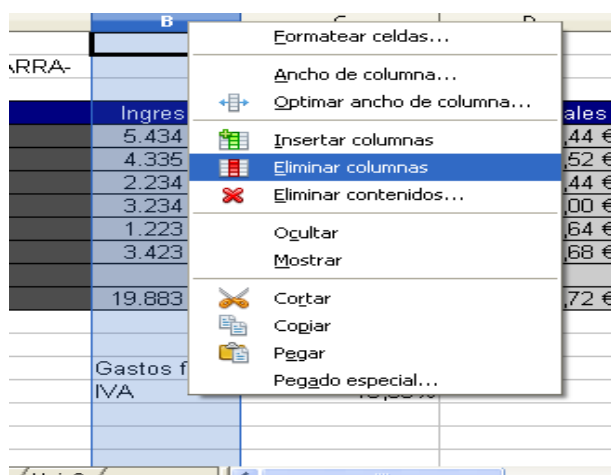 B
Formatear celdas...
ARRA-
Ancho de columna...
Optimar ancho de columna...
Ingres ales
5.434 ,44 €
Insertar columnas
4.335 ,52 €
Eliminar columnas
2.234 ,44 €
Eliminar contenidos...
3.234 ,00 €
1.223 ,64 €
Ocultar
3.423 ,68 €
Mostrar
19.883 ,72 €
Cortar
Copiar
Pegar
Gastos f
Pegado especial...
IVA